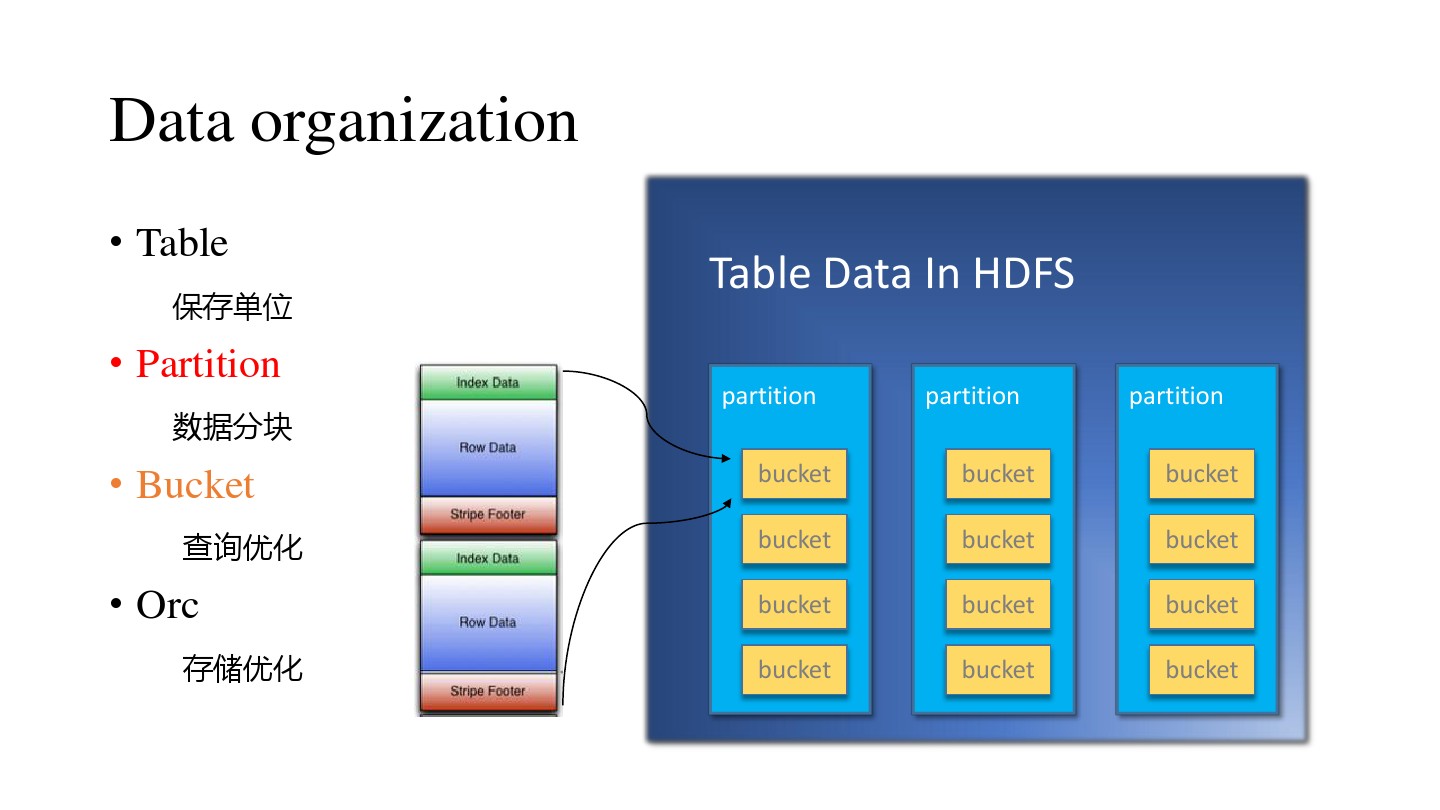 Data organization
• Table
保存单位
• Partition
数据分块
• Bucket
查询优化
• Orc
存储优化
Index Data
Row Data
Stripe Footer
Index Data
Row Data
Stripe Footer
Table Data In HDFS
partition
bucket
bucket
bucket
bucket
partition
bucket
bucket
bucket
bucket
partition
bucket
bucket
bucket
bucket